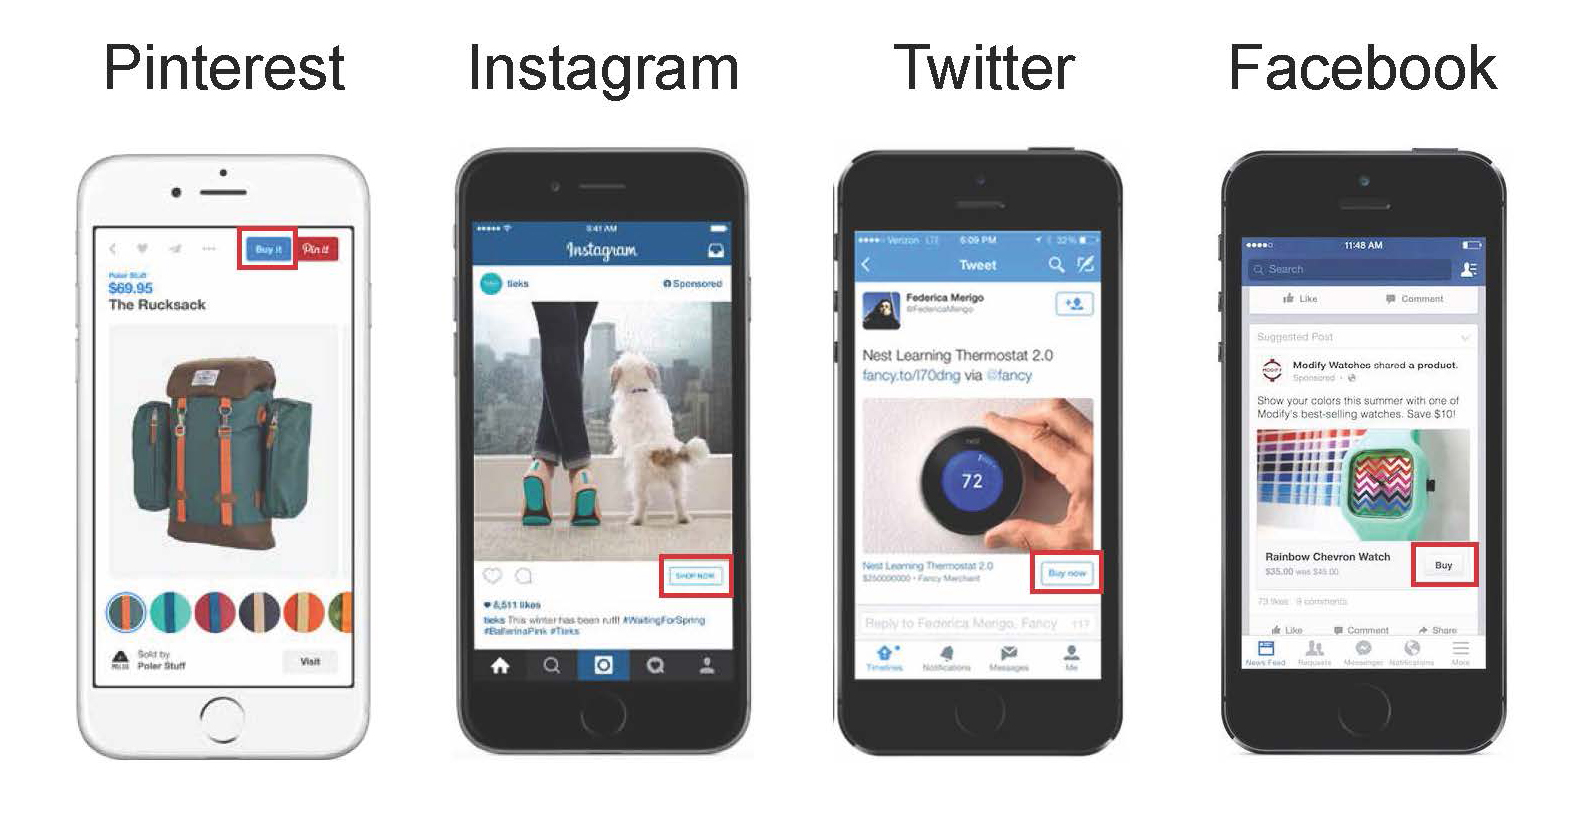 Pinterest
Instagram
Twitter
Facebook
Buy it
Pin it
Poler Stuff
$69.95
The Rucksack
Sold by
Poler Stuff
Visit
9:41 AM
Instagram
tieks
Sponsored
SHOP NOW
8,511 likes
tieks This winter has been ruff! #WaitingForSpring
#BallerinaPink #Tieks
Verizon LTE
6:09 PM
32%
Tweet
Federica Merigo
@FedericaMerigo
Nest Learning Thermostat 2.0
fancy.to/l70dng via @fancy
nest
72
Nest Learning Thermostat 2.0
$250000000 • Fancy Merchant
Buy now
Reply to Federica Merigo, Fancy 117
Timelines
Notifications
Messages
Me
11:48 AM
Search
Like
Comment
Suggested Post
MODIFY
Modify Watches shared a product.
Sponsored
Show your colors this summer with one of
Modify's best-selling watches. Save $10!
Rainbow Chevron Watch
$35.00 was $45.00
Buy
73 likes 9 comments
Like
Comment
Share
News Feed
Requests
Messenger
Notifications
More